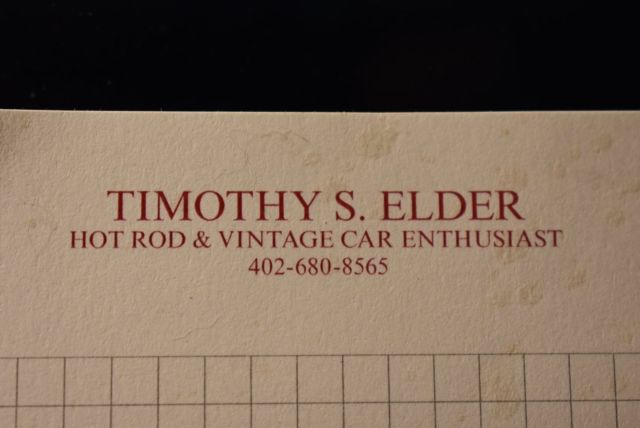 TIMOTHY S. ELDER
HOT ROD & VINTAGE CAR ENTHUSIAST
402-680-8565